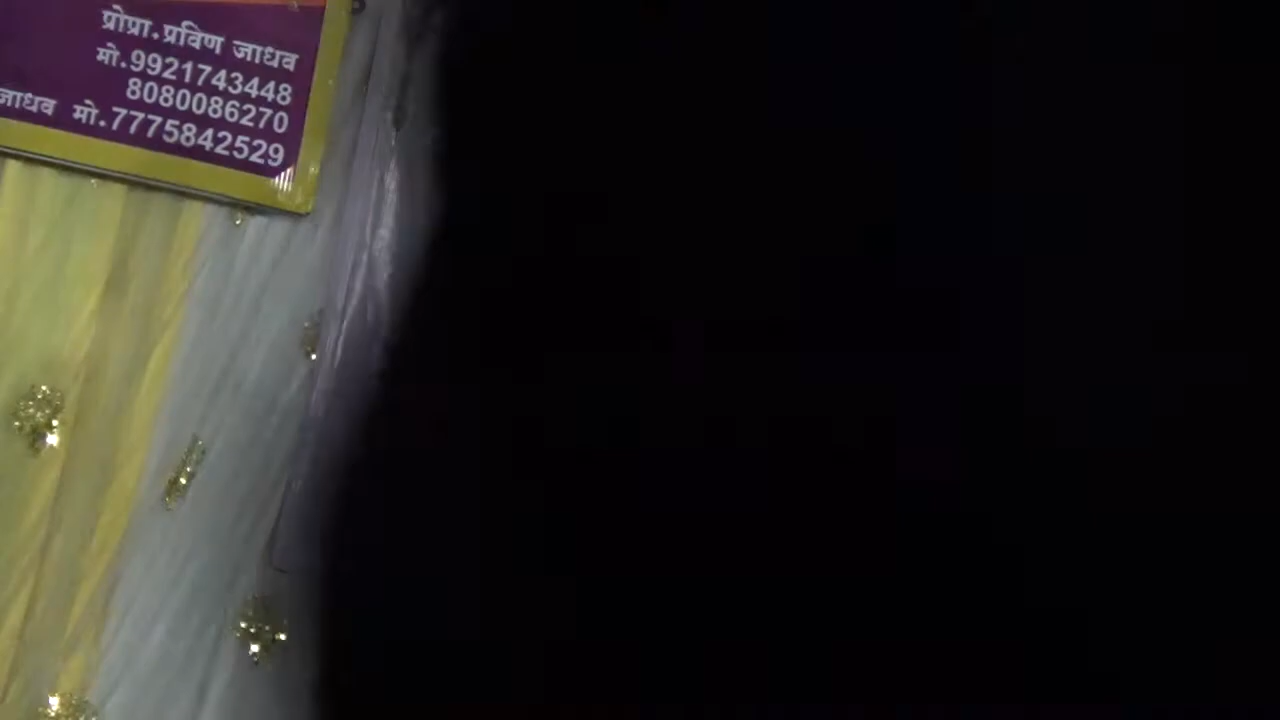 प्रोप्रा.प्रविण जाधव
मो.9921743448
8080086270
जाधव मो.7775842529